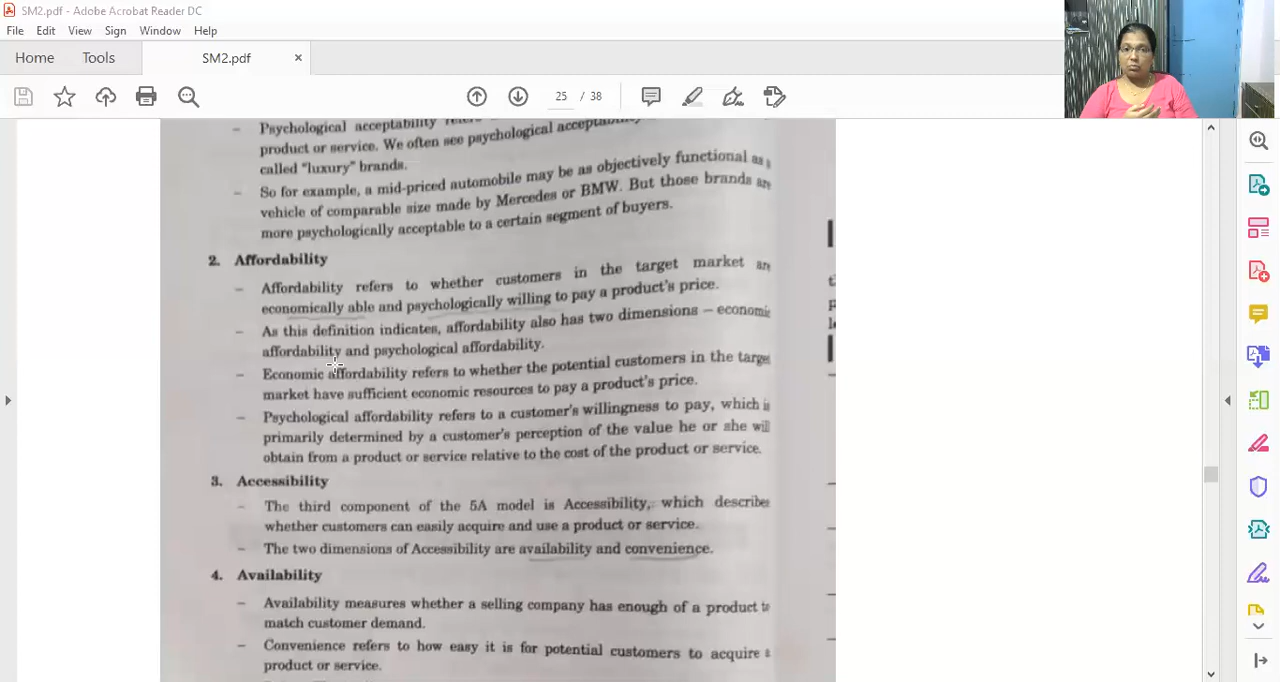 SM2.pdf - Adobe Acrobat Reader DC
File Edit View Sign Window Help
Home Tools SM2.pdf ×
25 / 38
– Psychological acceptability
product or service. We often see psychological
called "luxury" brands.
– So for example, a mid-priced automobile may be as objectively functional as
vehicle of comparable size made by Mercedes or BMW. But those brands are
more psychologically acceptable to a certain segment of buyers.
2. Affordability
– Affordability refers to whether customers in the target market are
economically able and psychologically willing to pay a product's price.
– As this definition indicates, affordability also has two dimensions – economic
affordability and psychological affordability.
– Economic affordability refers to whether the potential customers in the target
market have sufficient economic resources to pay a product's price.
– Psychological affordability refers to a customer's willingness to pay, which is
primarily determined by a customer's perception of the value he or she will
obtain from a product or service relative to the cost of the product or service.
3. Accessibility
– The third component of the 5A model is Accessibility, which describes
whether customers can easily acquire and use a product or service.
– The two dimensions of Accessibility are availability and convenience.
4. Availability
– Availability measures whether a selling company has enough of a product to
match customer demand.
– Convenience refers to how easy it is for potential customers to acquire a
product or service.